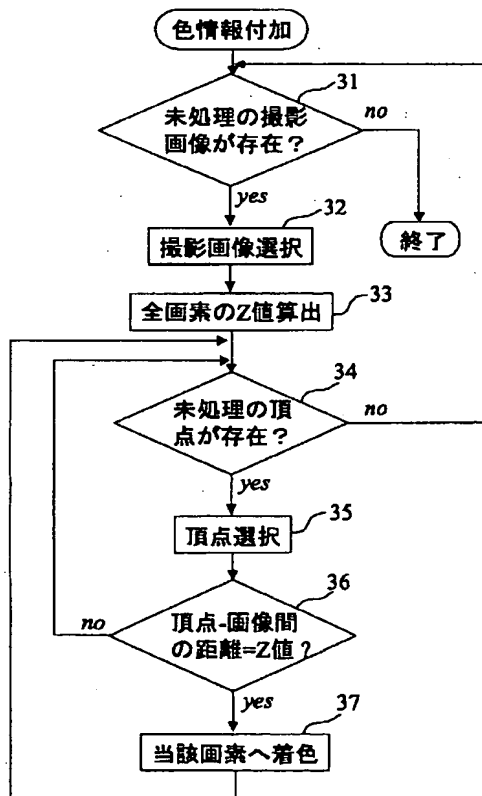 色情報付加
31
未処理の撮影
画像が存在？
no
yes
32
撮影画像選択
終了
33
全画素のZ値算出
34
未処理の頂
点が存在？
no
yes
35
頂点選択
36
頂点-画像間
の距離=Z値？
no
yes
37
当該画素へ着色